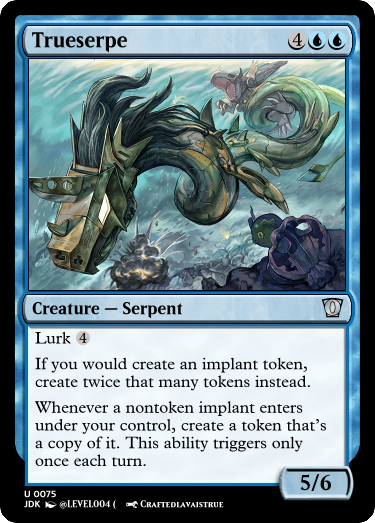 Trueserpe 4
Creature — Serpent
Lurk 4
If you would create an implant token,
create twice that many tokens instead.
Whenever a nontoken implant enters
under your control, create a token that's
a copy of it. This ability triggers only
once each turn.
5/6
U 0075
JDK @LEVEL004 ( CRAFTEDLAVAISTRUE